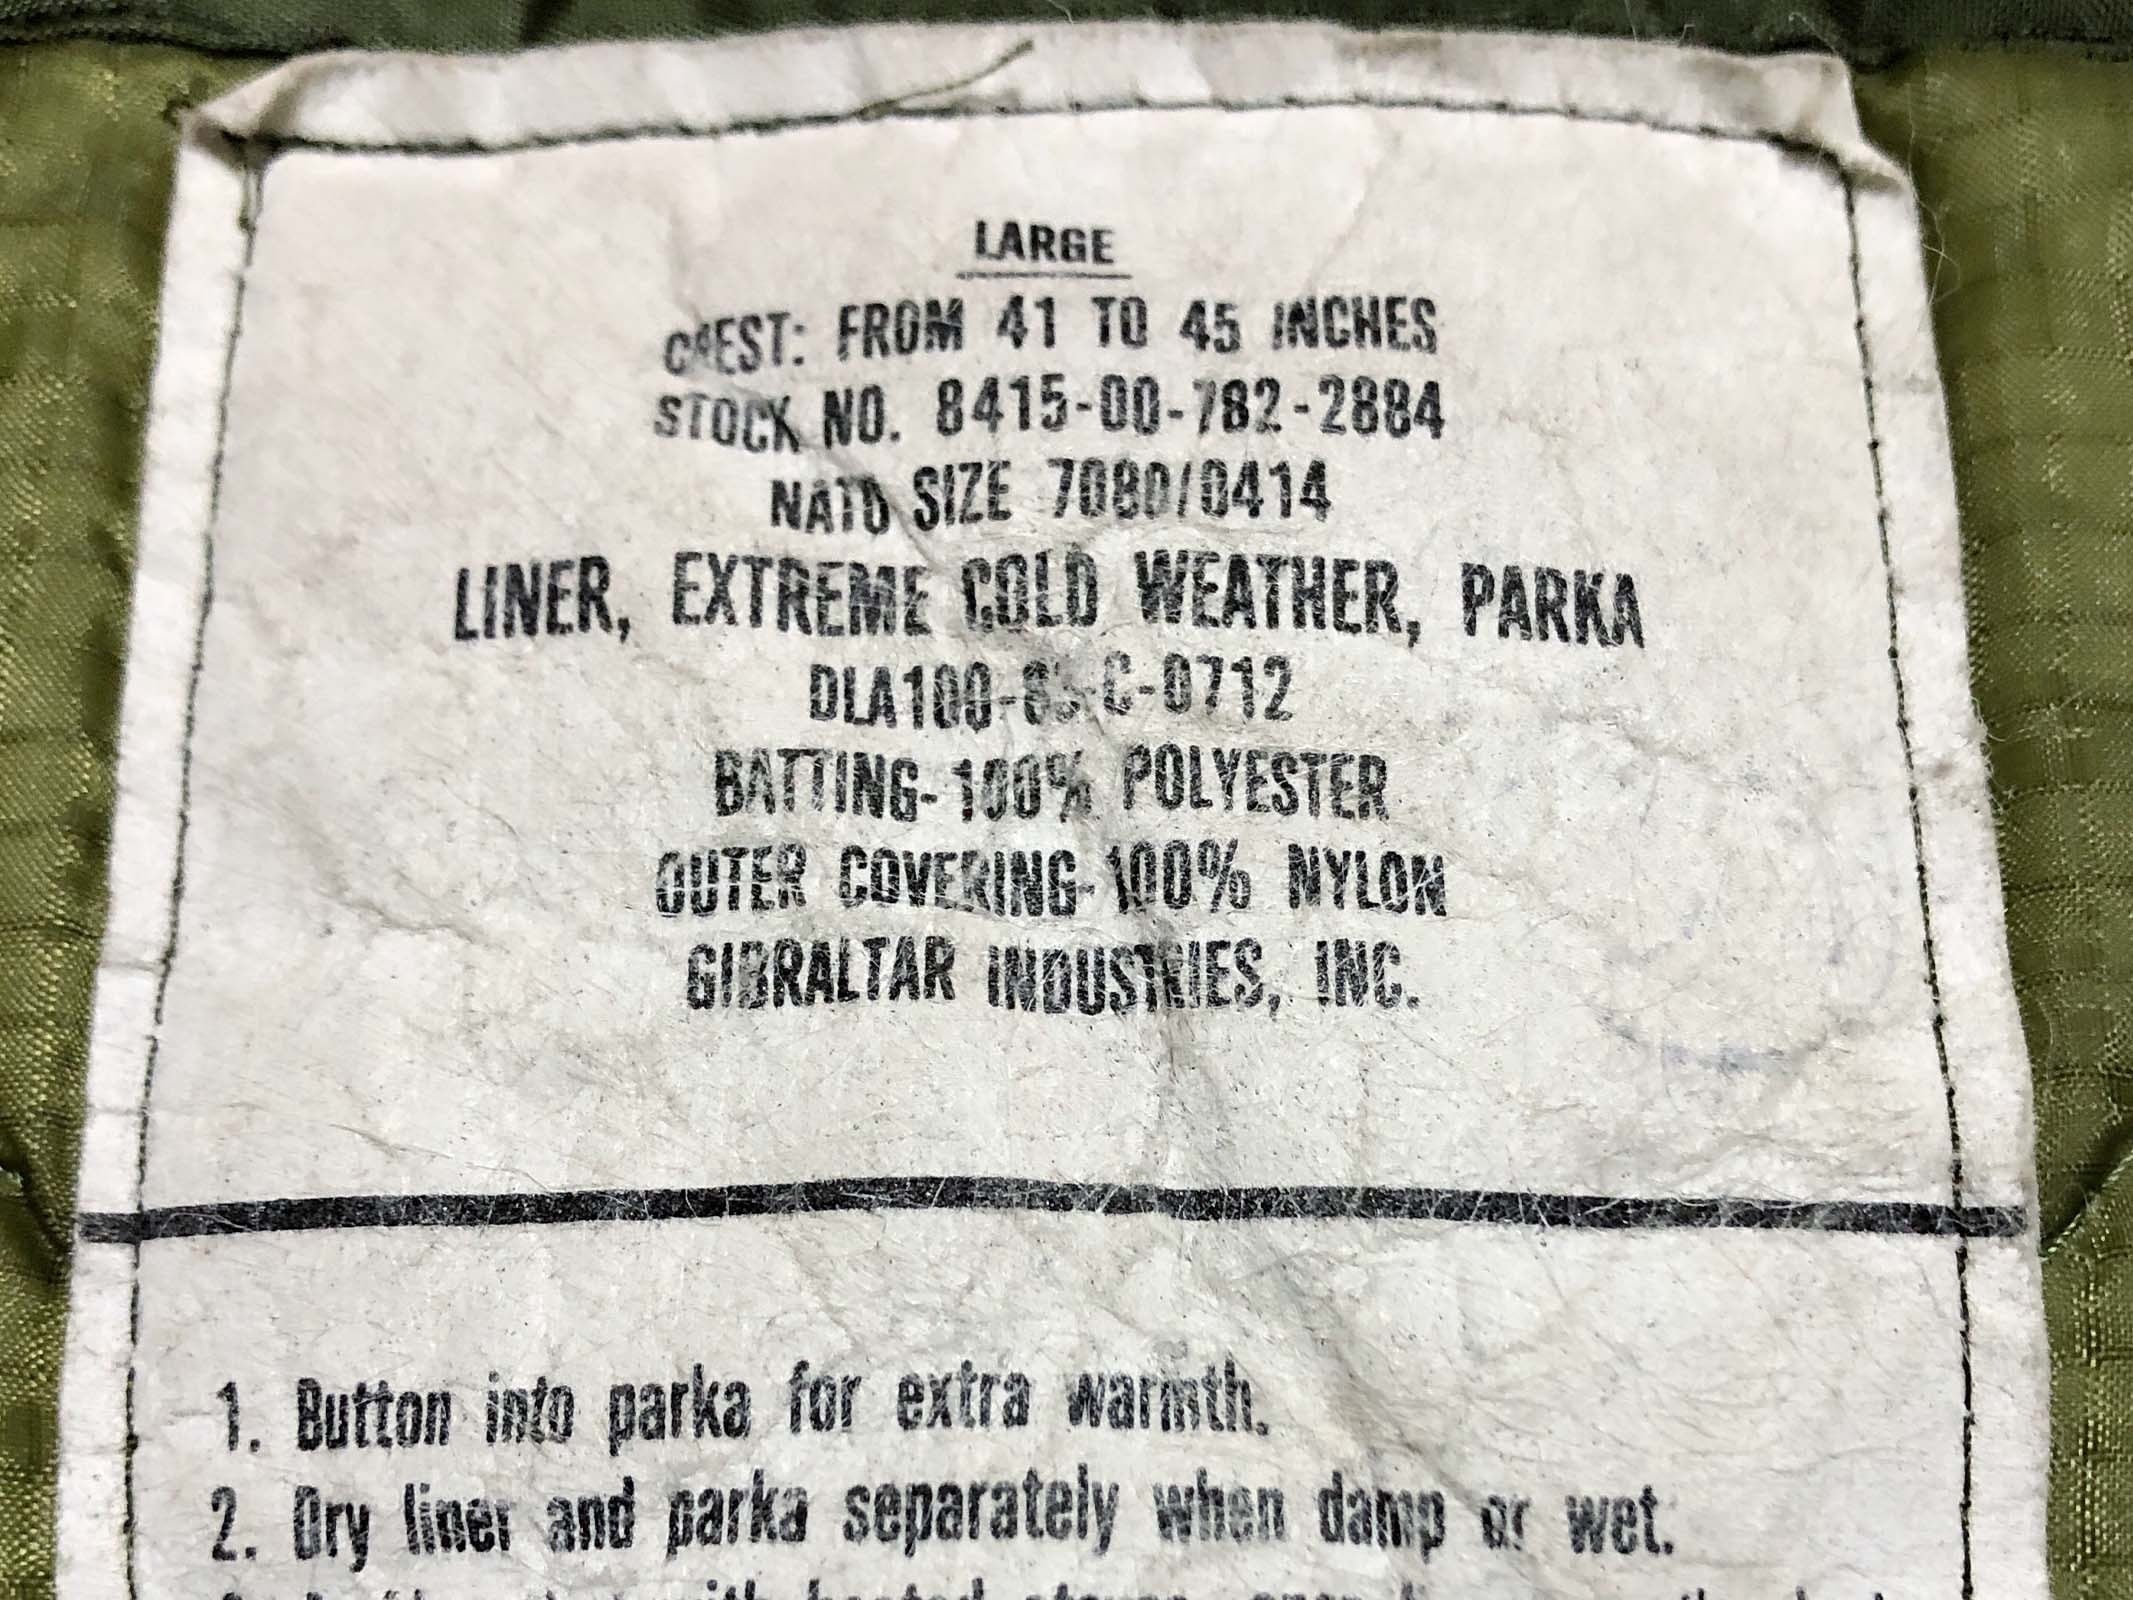 LARGE
CHEST: FROM 41 TO 45 INCHES
STOCK NO. 8415-00-782-2884
NATO SIZE 7080/0414
LINER, EXTREME COLD WEATHER, PARKA
BATTING-100% POLYESTER
OUTER COVERING-100% NYLON
GIBRALTAR INDUSTRIES, INC.
1. Button into parka for extra warmth.
2. Dry liner and parka separately when damp or wet.